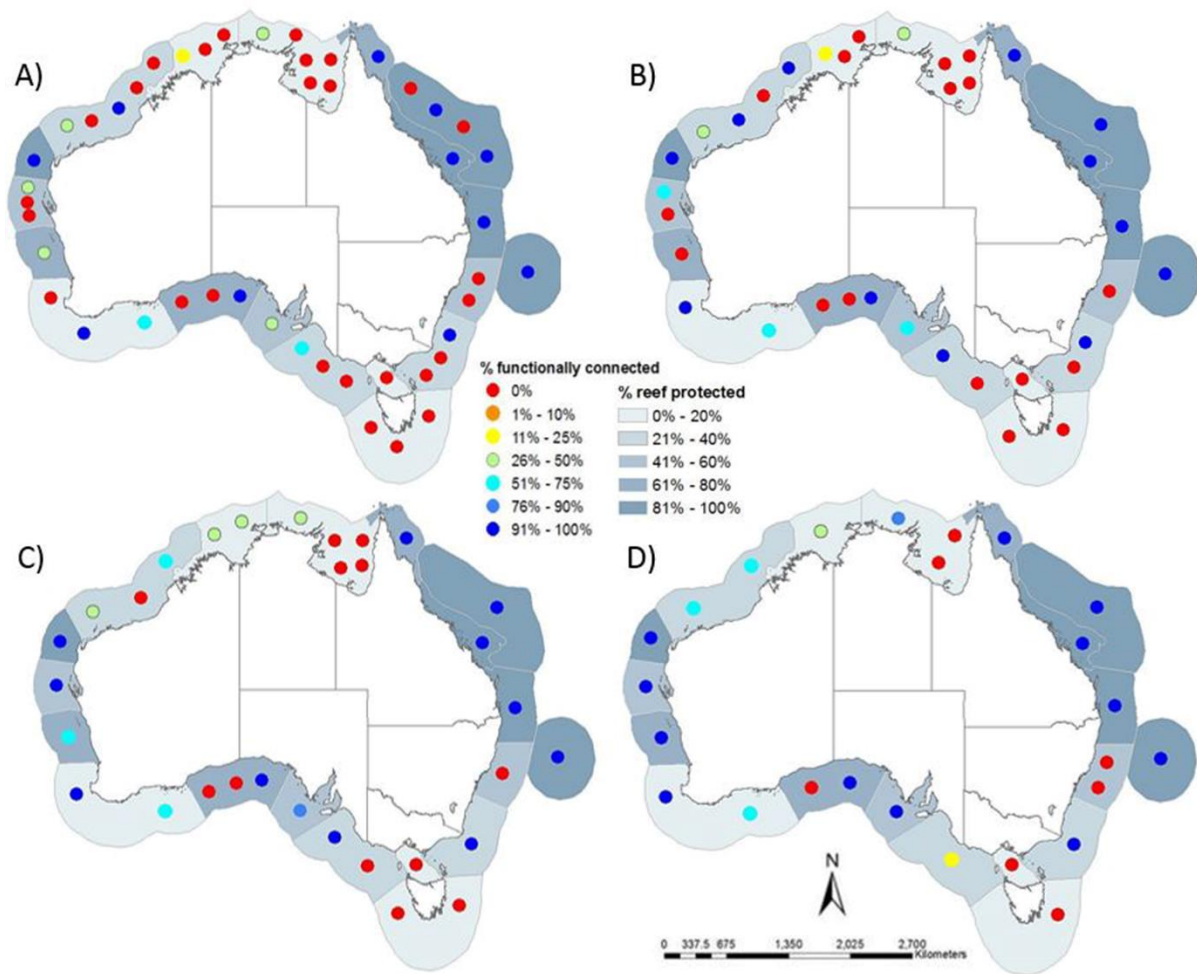 A)
B)
% functionally connected
0%
1% - 10%
11% - 25%
26% - 50%
51% - 75%
76% - 90%
91% - 100%
% reef protected
0% - 20%
21% - 40%
41% - 60%
61% - 80%
81% - 100%
C)
D)
N
0 337.5 675 1,350 2,025 2,700
Kilometers